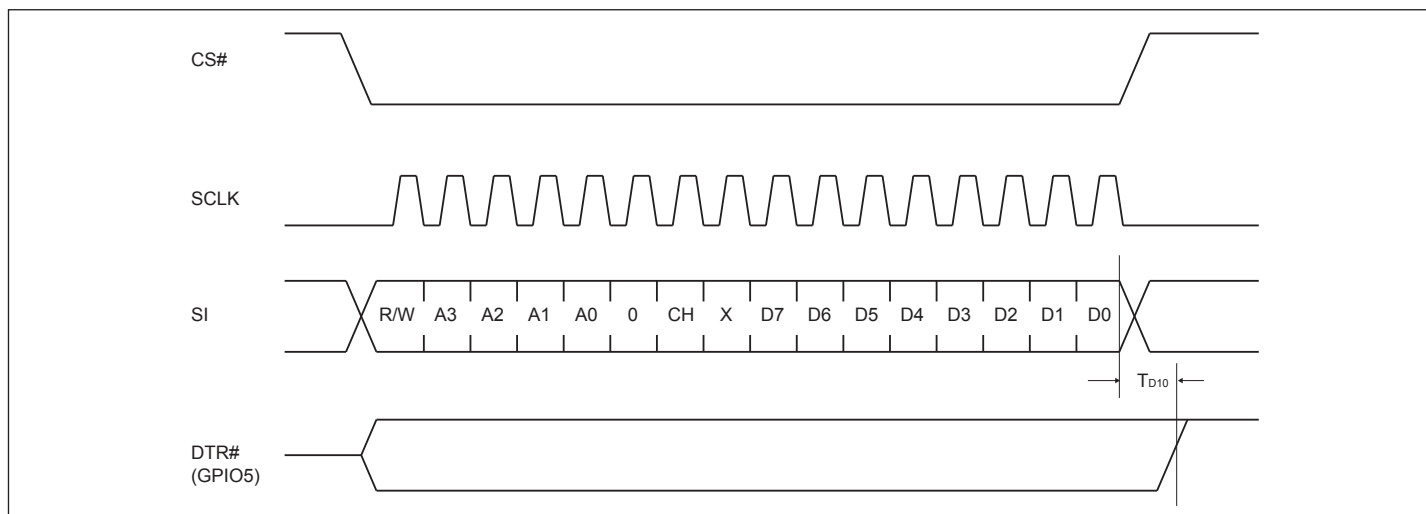 CS#
SCLK
SI
R/W A3 A2 A1 A0 0 CH X D7 D6 D5 D4 D3 D2 D1 D0
TD10
DTR#
(GPIO5)